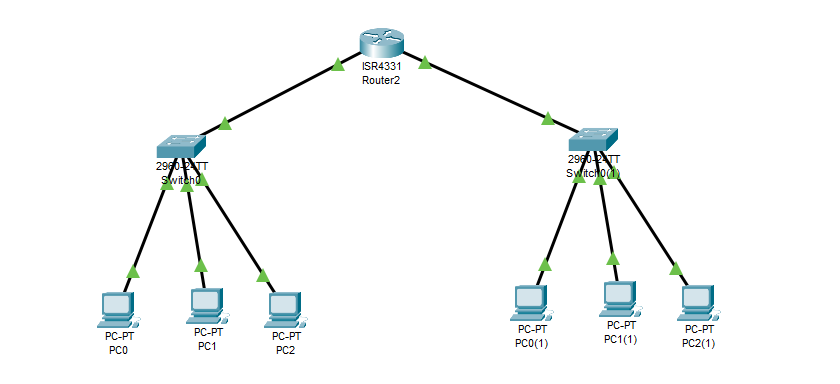 ISR4331
Router2
2960-24TT
Switch0
2960-24TT
Switch0(1)
PC-PT
PC0
PC-PT
PC1
PC-PT
PC2
PC-PT
PC0(1)
PC-PT
PC1(1)
PC-PT
PC2(1)